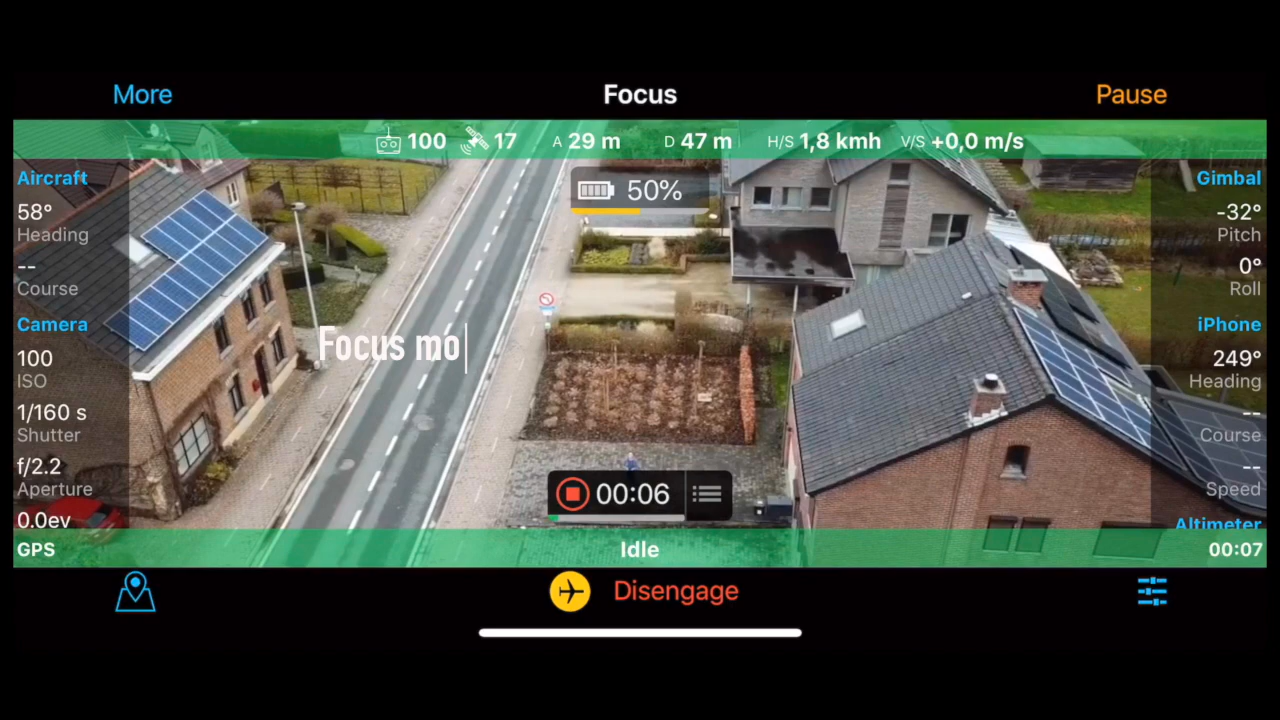 More
Focus
Pause
100
17
A 29 m
D 47 m
H/S 1,8 kmh
V/S +0,0 m/s
50%
Aircraft
58°
Heading
--
Course
Camera
100
ISO
1/160 s
Shutter
f/2.2
Aperture
0.0ev
Focus mo
Gimbal
-32°
Pitch
0°
Roll
iPhone
249°
Heading
--
Course
--
Speed
Altimeter
00:06
GPS
Idle
00:07
Disengage